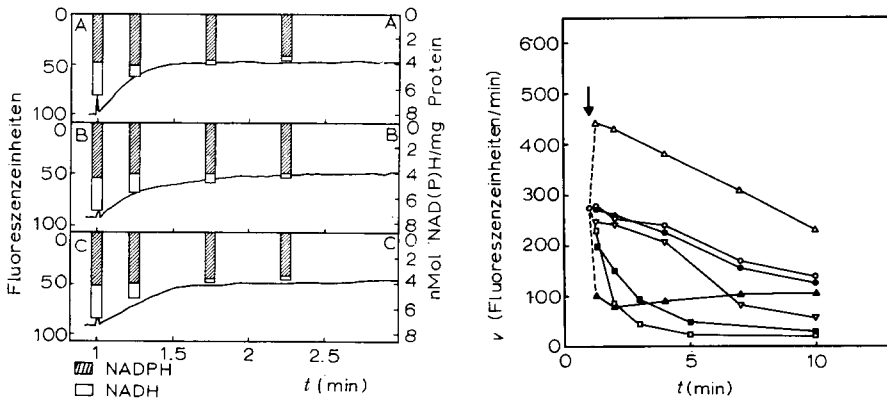 Fluoreszenzeinheiten
0
50
100
0
50
100
0
50
100
A
A
B
B
C
C
0
2
4
6
8
0
2
4
6
8
0
2
4
6
8
nMol NAD(P)H/mg Protein
1
1.5
2
2.5
t (min)
NADPH
NADH
v (Fluoreszenzeinheiten/min)
600
500
400
300
200
100
0
0
5
10
t (min)